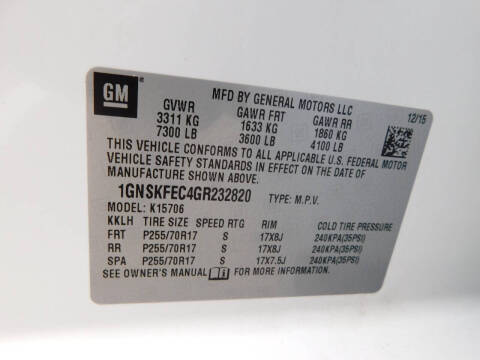 GM
MFD BY GENERAL MOTORS LLC
12/15
GVWR GAWR FRT GAWR RR
3311 KG 1633 KG 1860 KG
7300 LB 3600 LB 4100 LB
THIS VEHICLE CONFORMS TO ALL APPLICABLE U.S. FEDERAL MOTOR
VEHICLE SAFETY STANDARDS IN EFFECT ON THE DATE OF
MANUFACTURE SHOWN ABOVE.
1GNSKFEC4GR232820 TYPE: M.P.V.
MODEL: K15706
KKLH TIRE SIZE SPEED RTG RIM COLD TIRE PRESSURE
FRT P255/70R17 S 17X8J 240KPA(35PSI)
RR P255/70R17 S 17X8J 240KPA(35PSI)
SPA P255/70R17 S 17X7.5J 240KPA(35PSI)
SEE OWNER'S MANUAL FOR MORE INFORMATION